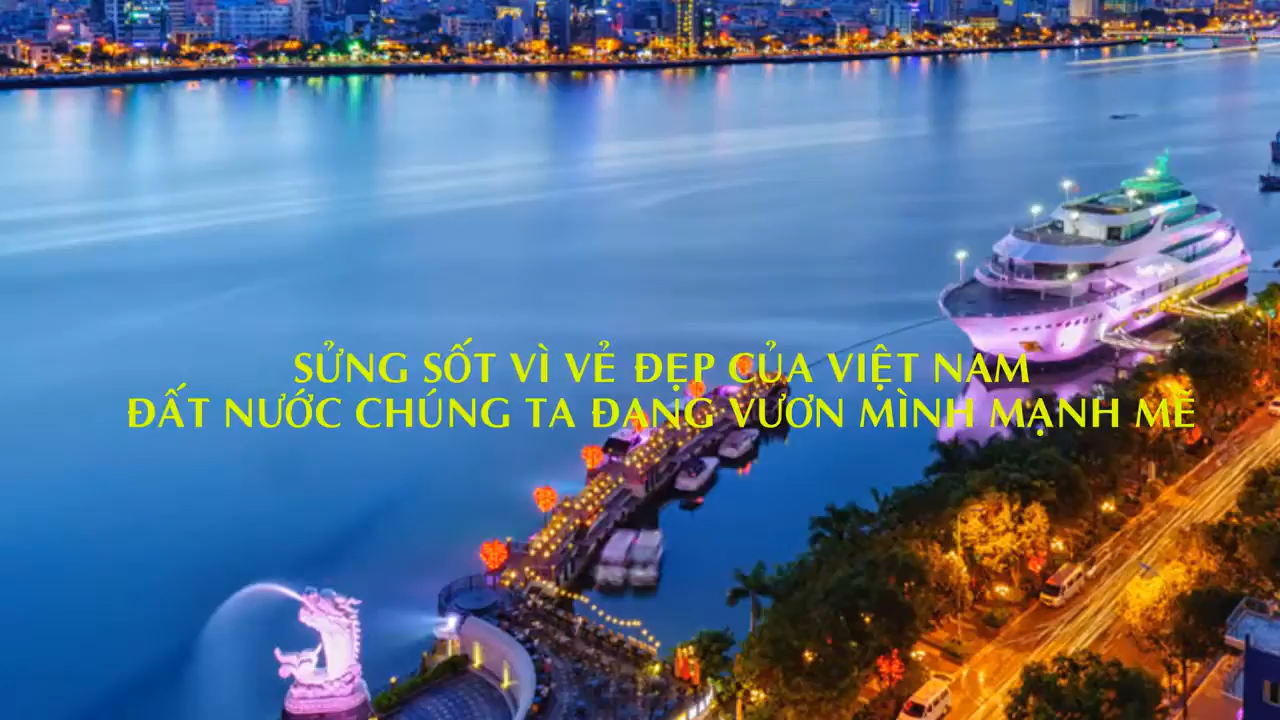 SỬNG SỐT VÌ VẺ ĐẸP CỦA VIỆT NAM
ĐẤT NƯỚC CHÚNG TA ĐANG VƯƠN MÌNH MẠNH MẼ